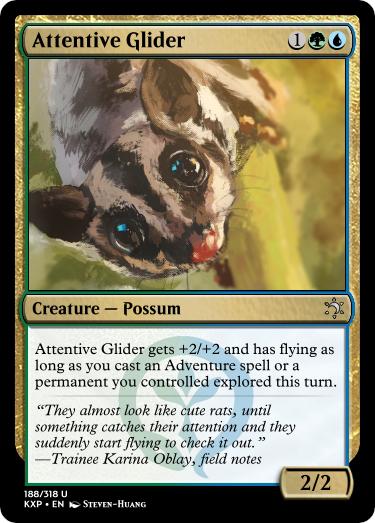 Attentive Glider 1
Creature — Possum
Attentive Glider gets +2/+2 and has flying as
long as you cast an Adventure spell or a
permanent you controlled explored this turn.
“They almost look like cute rats, until
something catches their attention and they
suddenly start flying to check it out.”
—Trainee Karina Oblay, field notes
2/2
188/318 U
KXP • EN Steven-Huang